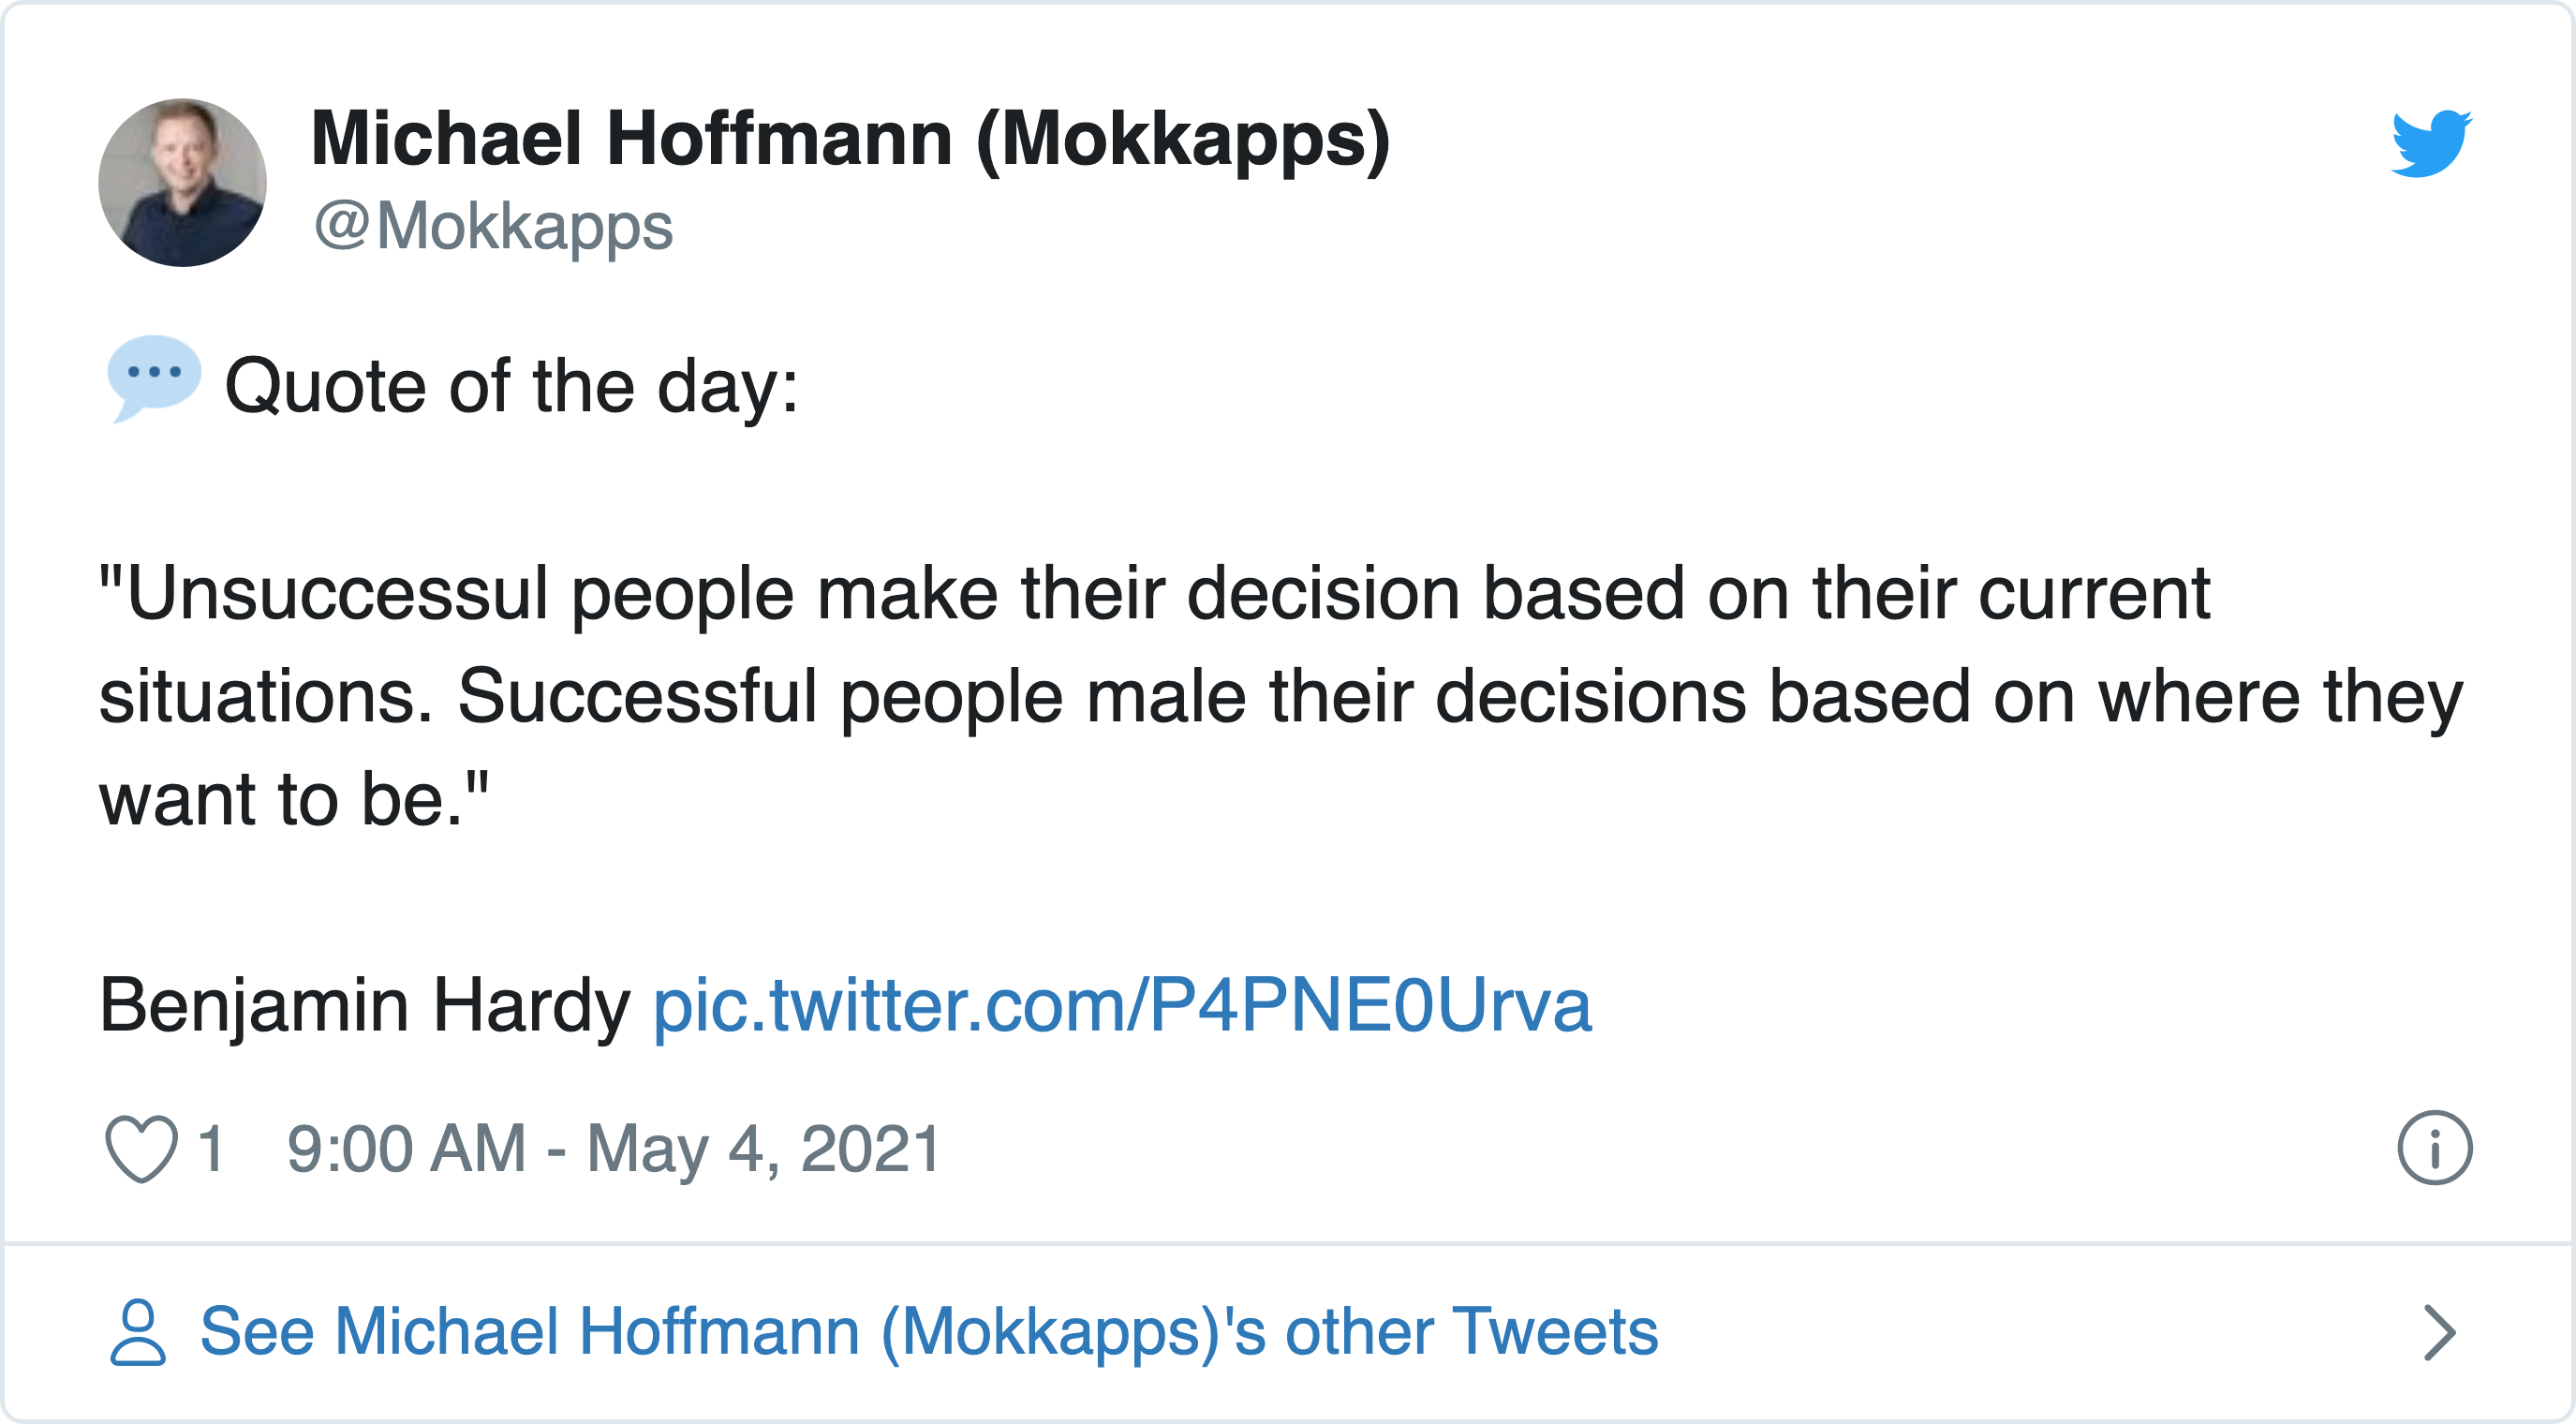 Michael Hoffmann (Mokkapps)
@Mokkapps
💬 Quote of the day:
"Unsuccessul people make their decision based on their current
situations. Successful people male their decisions based on where they
want to be."
Benjamin Hardy pic.twitter.com/P4PNE0Urva
1 9:00 AM - May 4, 2021
See Michael Hoffmann (Mokkapps)'s other Tweets